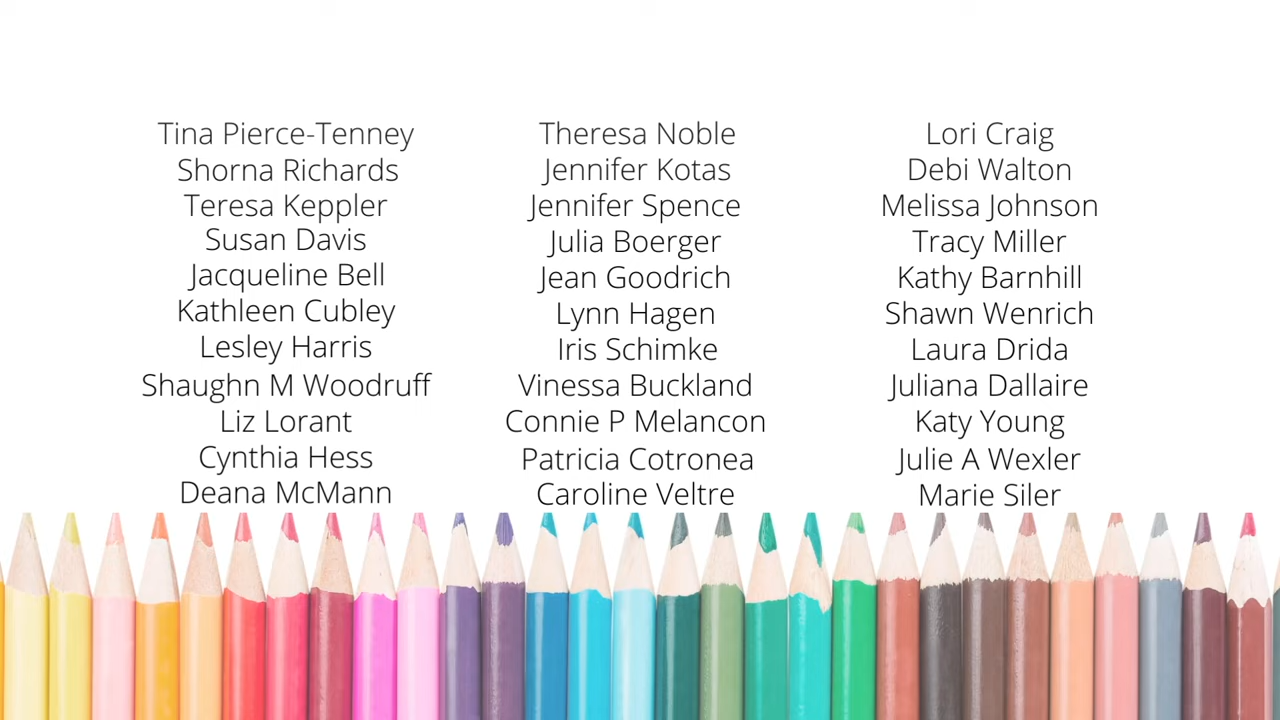 Tina Pierce-Tenney
Shorna Richards
Teresa Keppler
Susan Davis
Jacqueline Bell
Kathleen Cubley
Lesley Harris
Shaughn M Woodruff
Liz Lorant
Cynthia Hess
Deana McMann
Theresa Noble
Jennifer Kotas
Jennifer Spence
Julia Boerger
Jean Goodrich
Lynn Hagen
Iris Schimke
Vinessa Buckland
Connie P Melancon
Patricia Cotronea
Caroline Veltre
Lori Craig
Debi Walton
Melissa Johnson
Tracy Miller
Kathy Barnhill
Shawn Wenrich
Laura Drida
Juliana Dallaire
Katy Young
Julie A Wexler
Marie Siler